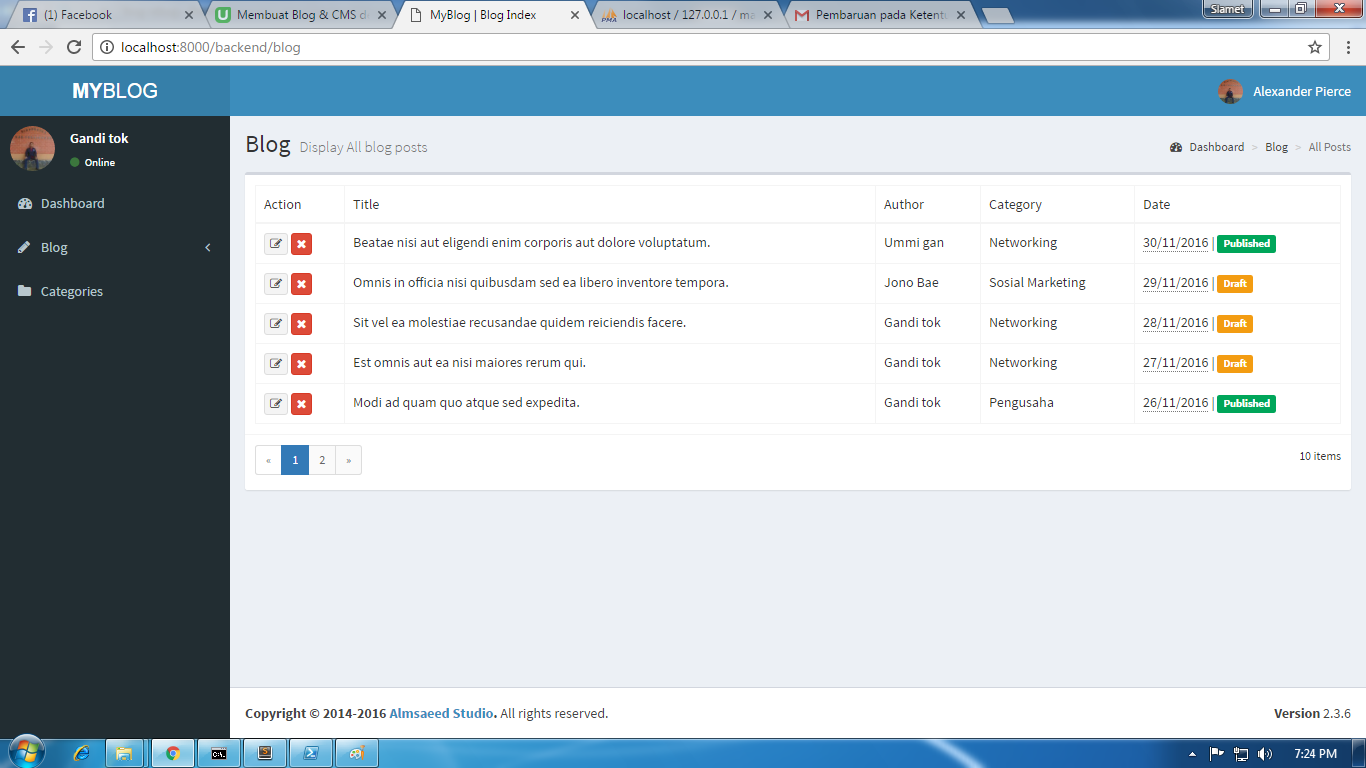 (1) Facebook
Membuat Blog & CMS de
MyBlog | Blog Index
localhost / 127.0.0.1 / ma
Pembaruan pada Ketentu
Slamet
localhost:8000/backend/blog
MYBLOG
Alexander Pierce
Gandi tok
Online
Dashboard
Blog
Categories
Blog Display All blog posts
Dashboard > Blog > All Posts
Action Title Author Category Date
Beatae nisi aut eligendi enim corporis aut dolore voluptatum. Ummi gan Networking 30/11/2016 | Published
Omnis in officia nisi quibusdam sed ea libero inventore tempora. Jono Bae Sosial Marketing 29/11/2016 | Draft
Sit vel ea molestiae recusandae quidem reiciendis facere. Gandi tok Networking 28/11/2016 | Draft
Est omnis aut ea nisi maiores rerum qui. Gandi tok Networking 27/11/2016 | Draft
Modi ad quam quo atque sed expedita. Gandi tok Pengusaha 26/11/2016 | Published
« 1 2 »
10 items
Copyright © 2014-2016 Almsaeed Studio. All rights reserved.
Version 2.3.6
7:24 PM